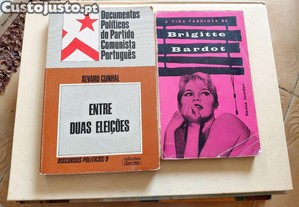 Custojusto.pt
Documentos
Políticos do Partido
Comunista
Português
ALVARO CUNHAL
ENTRE
DUAS ELEIÇÕES
DISCURSOS POLÍTICOS 9
A VIDA FABULOSA DE
Brigitte
Bardot